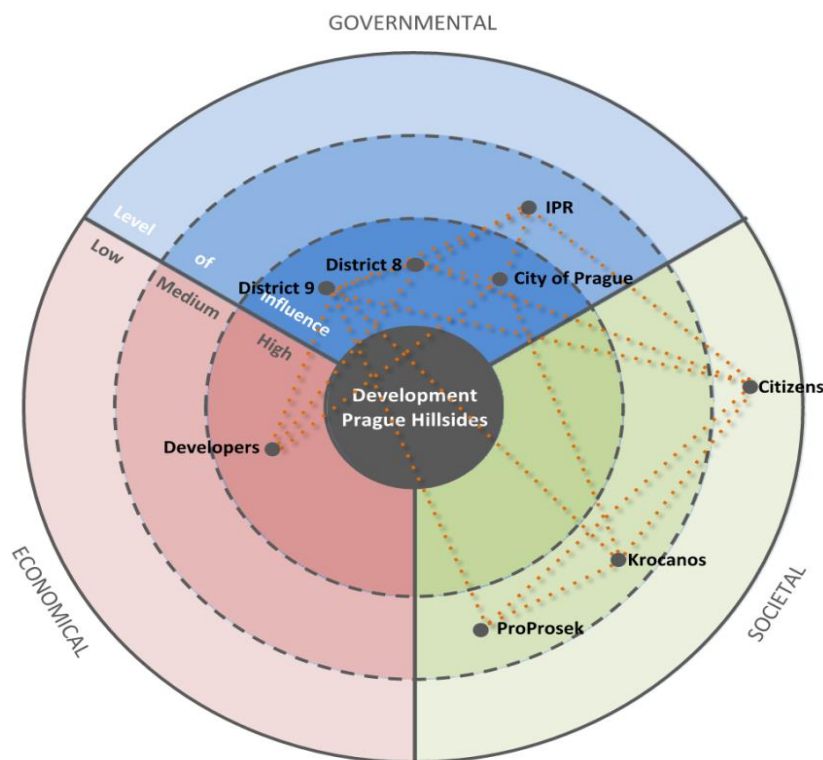 GOVERNMENTAL
IPR
Level
of
Influence
Low
Medium
High
District 8
District 9
City of Prague
Development
Prague Hillsides
Citizens
Developers
Krocanos
ProProsek
ECONOMICAL
SOCIETAL